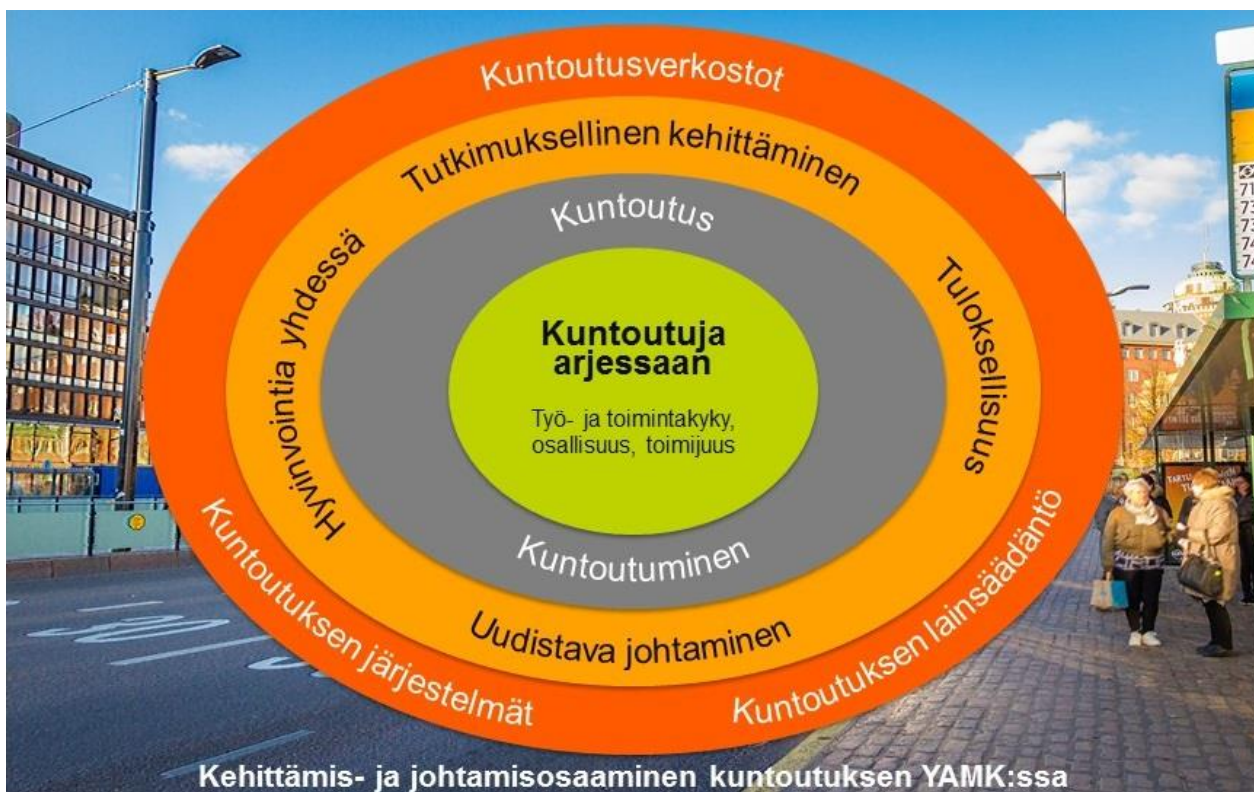 Kuntoutusverkostot
Tutkimuksellinen kehittäminen
Kuntoutus
Hyvinvointia yhdessä
Tuloksellisuus
Kuntoutuja
arjessaan
Työ- ja toimintakyky,
osallisuus, toimijuus
Kuntoutuminen
Uudistava johtaminen
Kuntoutuksen järjestelmät
Kuntoutuksen lainsäädäntö
Kehittämis- ja johtamisosaaminen kuntoutuksen YAMK:ssa